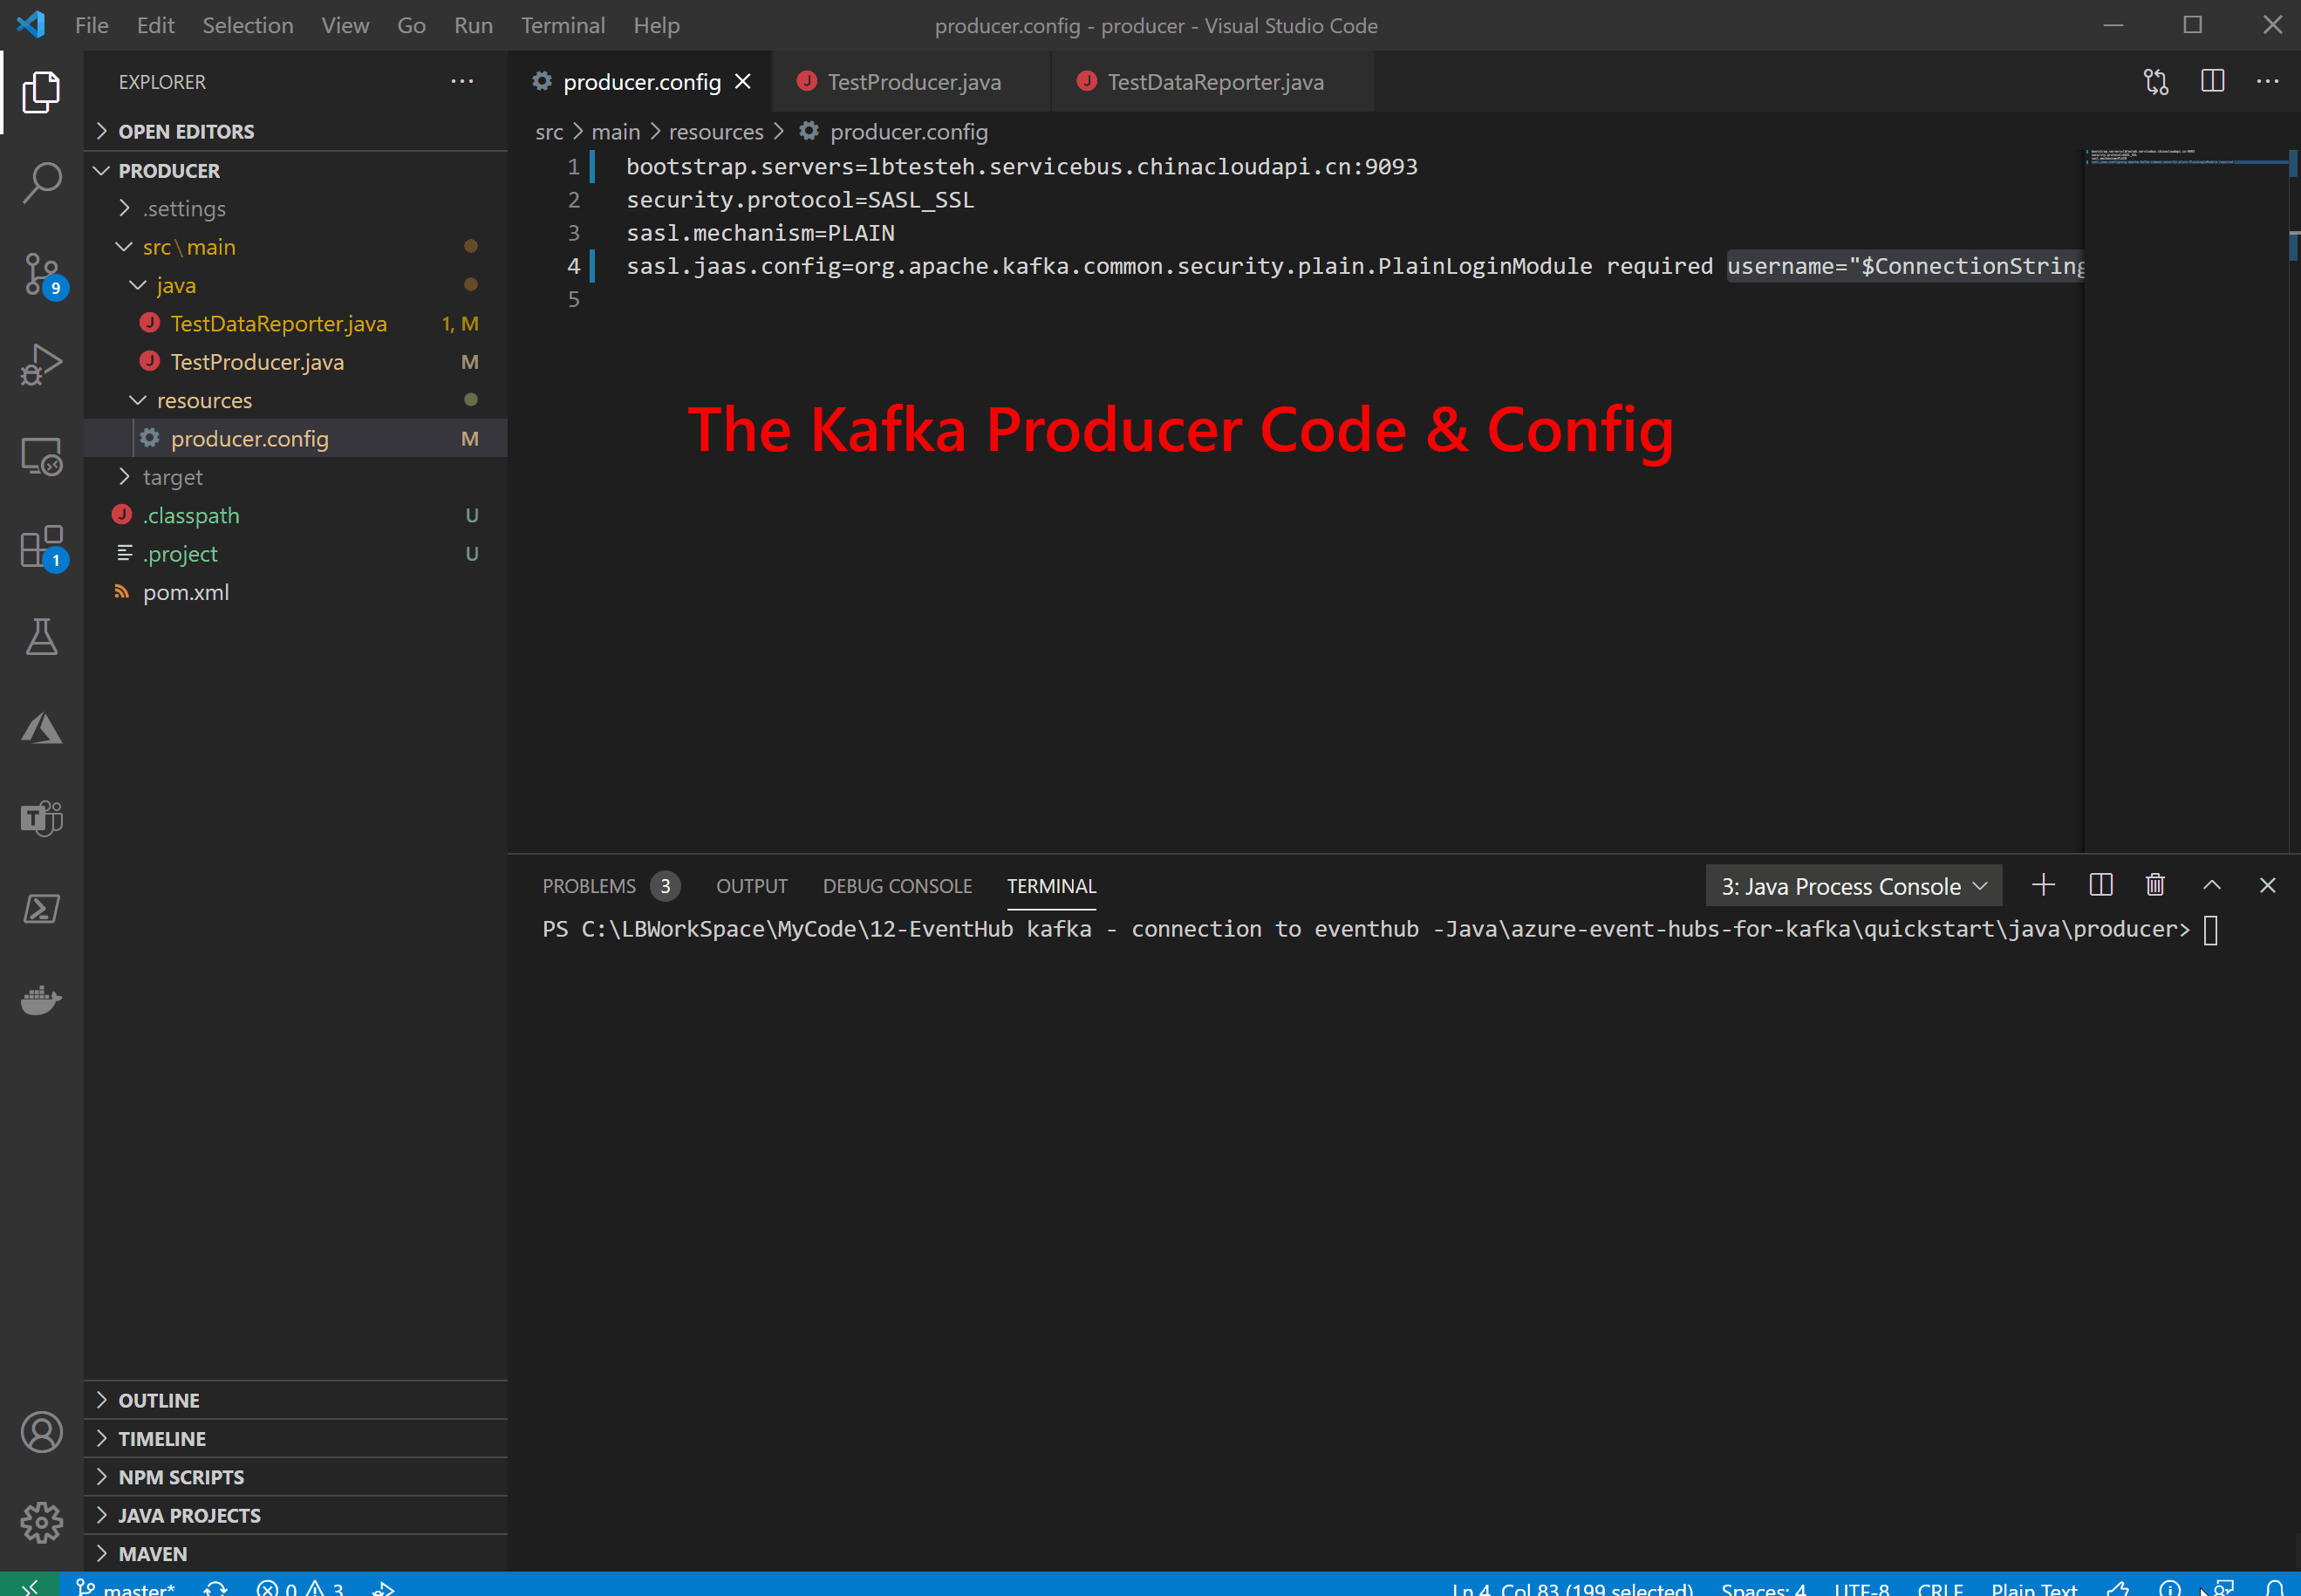 File Edit Selection View Go Run Terminal Help producer.config - producer - Visual Studio Code
EXPLORER
OPEN EDITORS
PRODUCER
.settings
src\main
java
TestDataReporter.java 1, M
TestProducer.java M
resources
producer.config M
target
.classpath U
.project U
pom.xml
OUTLINE
TIMELINE
NPM SCRIPTS
JAVA PROJECTS
MAVEN
9
1
producer.config TestProducer.java TestDataReporter.java
src > main > resources > producer.config
1 bootstrap.servers=lbtesteh.servicebus.chinacloudapi.cn:9093
2 security.protocol=SASL_SSL
3 sasl.mechanism=PLAIN
4 sasl.jaas.config=org.apache.kafka.common.security.plain.PlainLoginModule required username="$ConnectionString
5
The Kafka Producer Code & Config
PROBLEMS 3 OUTPUT DEBUG CONSOLE TERMINAL 3: Java Process Console
PS C:\LBWorkSpace\MyCode\12-EventHub kafka - connection to eventhub -Java\azure-event-hubs-for-kafka\quickstart\java\producer>
master* 0 3 Ln 4, Col 83 (199 selected) Spaces: 4 UTF-8 CRLF Plain Text